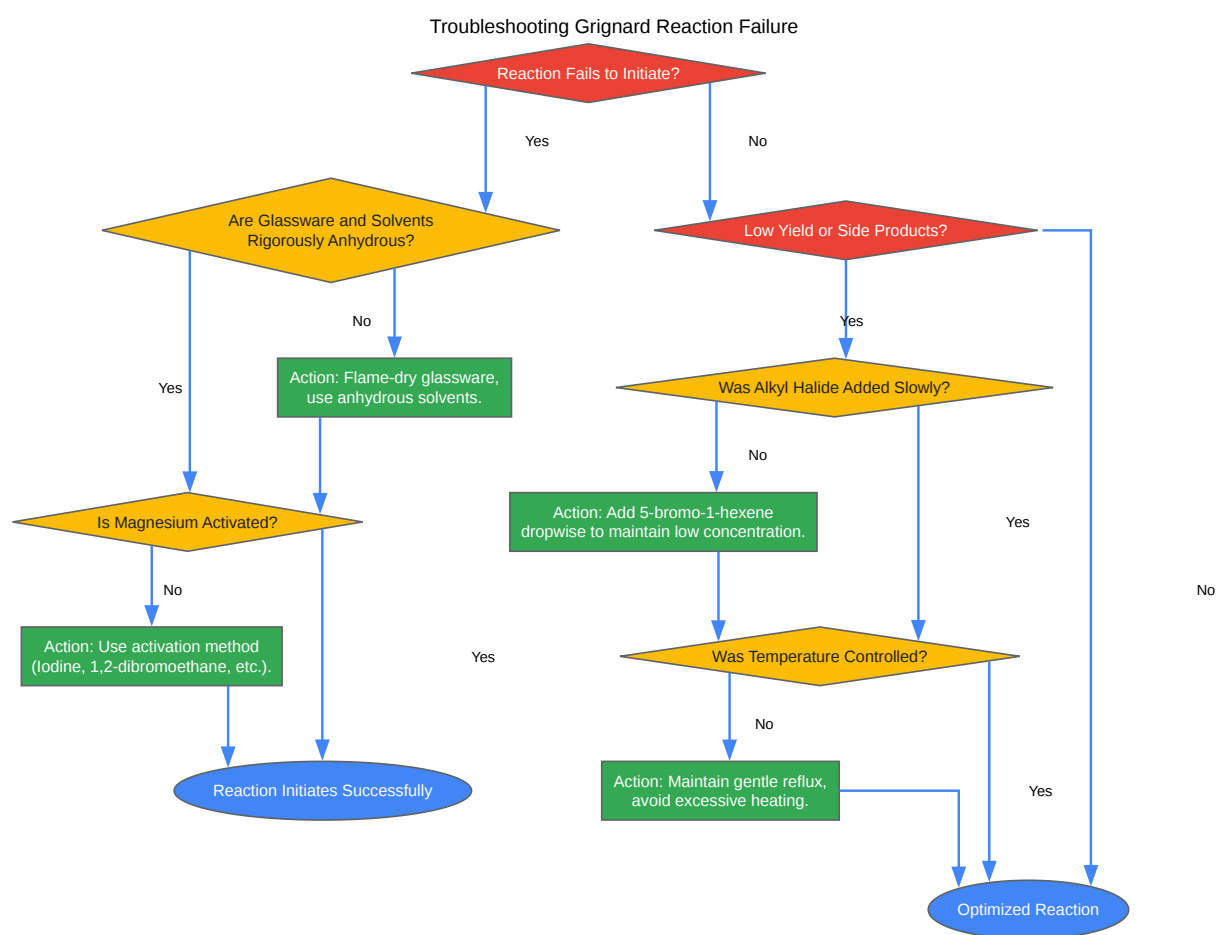 Troubleshooting Grignard Reaction Failure
Reaction Fails to Initiate?
Yes
No
Are Glassware and Solvents
Rigorously Anhydrous?
Low Yield or Side Products?
No
Yes
Action: Flame-dry glassware,
use anhydrous solvents.
Yes
Was Alkyl Halide Added Slowly?
No
Action: Add 5-bromo-1-hexene
dropwise to maintain low concentration.
Is Magnesium Activated?
Yes
No
No
Action: Use activation method
(Iodine, 1,2-dibromoethane, etc.).
Yes
Was Temperature Controlled?
No
Action: Maintain gentle reflux,
avoid excessive heating.
Reaction Initiates Successfully
Yes
Optimized Reaction